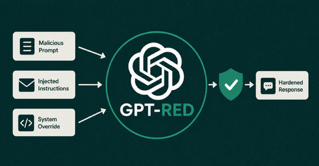 Malicious
Prompt
Injected
Instructions
System
Override
GPT-RED
Hardened
Response